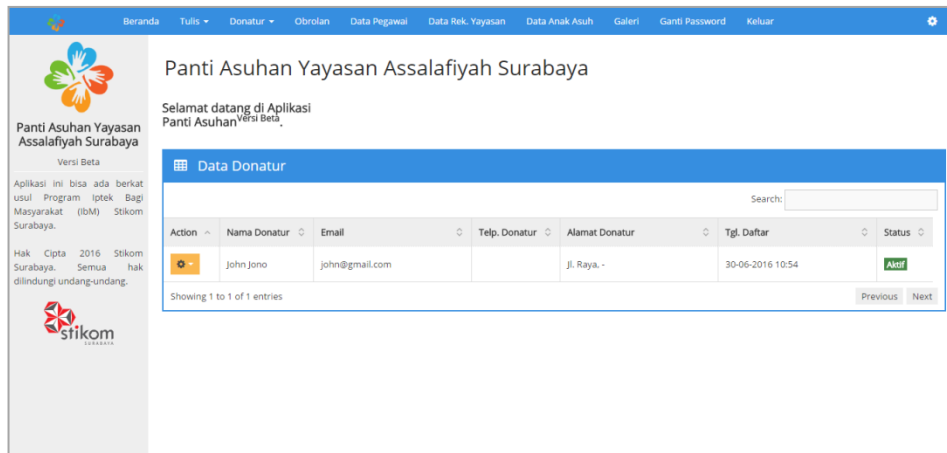 Beranda Tulis Donatur Obrolan Data Pegawai Data Rek. Yayasan Data Anak Asuh Galeri Ganti Password Keluar
Panti Asuhan Yayasan
Assalafiyah Surabaya
Versi Beta
Aplikasi ini bisa ada berkat
usul Program Iptek Bagi
Masyarakat (IbM) Stikom
Surabaya.
Hak Cipta 2016 Stikom
Surabaya. Semua hak
dilindungi undang-undang.
stikom
SURABAYA
Panti Asuhan Yayasan Assalafiyah Surabaya
Selamat datang di Aplikasi
Panti Asuhan Versi Beta.
Data Donatur
Search:
Action Nama Donatur Email Telp. Donatur Alamat Donatur Tgl. Daftar Status
John Jono john@gmail.com Jl. Raya, - 30-06-2016 10:54 Aktif
Showing 1 to 1 of 1 entries
Previous Next